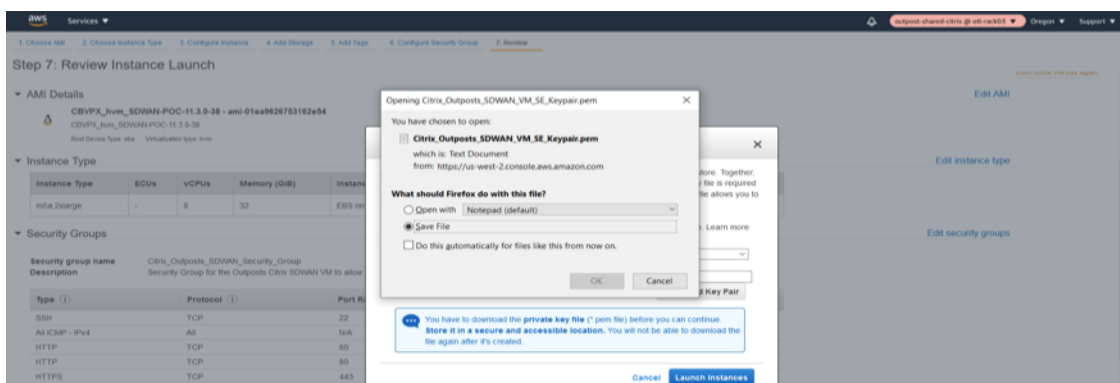 aws Services outpost-shared-citrix @ otl-rack03 Oregon Support
1. Choose AMI 2. Choose Instance Type 3. Configure Instance 4. Add Storage 5. Add Tags 6. Configure Security Group 7. Review
Step 7: Review Instance Launch
AMI Details Edit AMI
CBVPX_hvm_SDWAN-POC-11.3.0-38 - ami-01ea9626753162e54
CBVPX_hvm_SDWAN-POC-11.3.0-38
Root Device Type: ebs Virtualization type: hvm
Instance Type Edit instance type
Instance Type ECUs vCPUs Memory (GiB) Instanc
m5a.2xlarge - 8 32 EBS on
Security Groups Edit security groups
Security group name Citrix_Outposts_SDWAN_Security_Group
Description Security Group for the Outposts Citrix SDWAN VM to allow
Type Protocol Port R
SSH TCP 22
All ICMP - IPv4 All N/A
HTTP TCP 80
HTTP TCP 80
HTTPS TCP 443
Opening Citrix_Outposts_SDWAN_VM_SE_Keypair.pem
You have chosen to open:
Citrix_Outposts_SDWAN_VM_SE_Keypair.pem
which is: Text Document
from: https://us-west-2.console.aws.amazon.com
What should Firefox do with this file?
Open with Notepad (default)
Save File
Do this automatically for files like this from now on.
OK Cancel
tore. Together,
file is required
file allows you to
. Learn more
Key Pair
You have to download the private key file (*.pem file) before you can continue.
Store it in a secure and accessible location. You will not be able to download the
file again after it's created.
Cancel Launch Instances